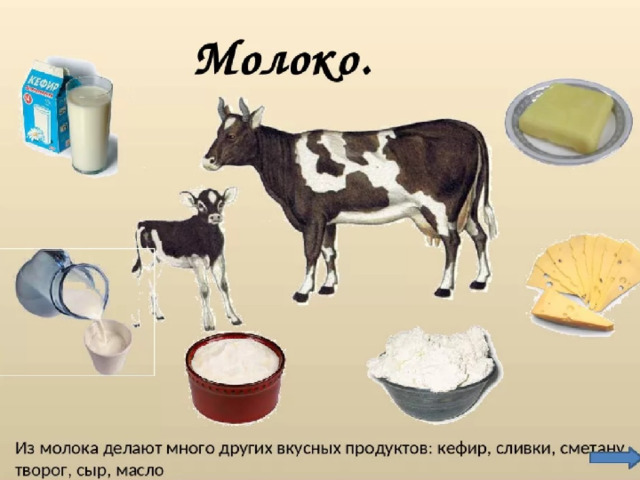 Молоко.
КЕФИР
Из молока делают много других вкусных продуктов: кефир, сливки, сметану,
творог, сыр, масло